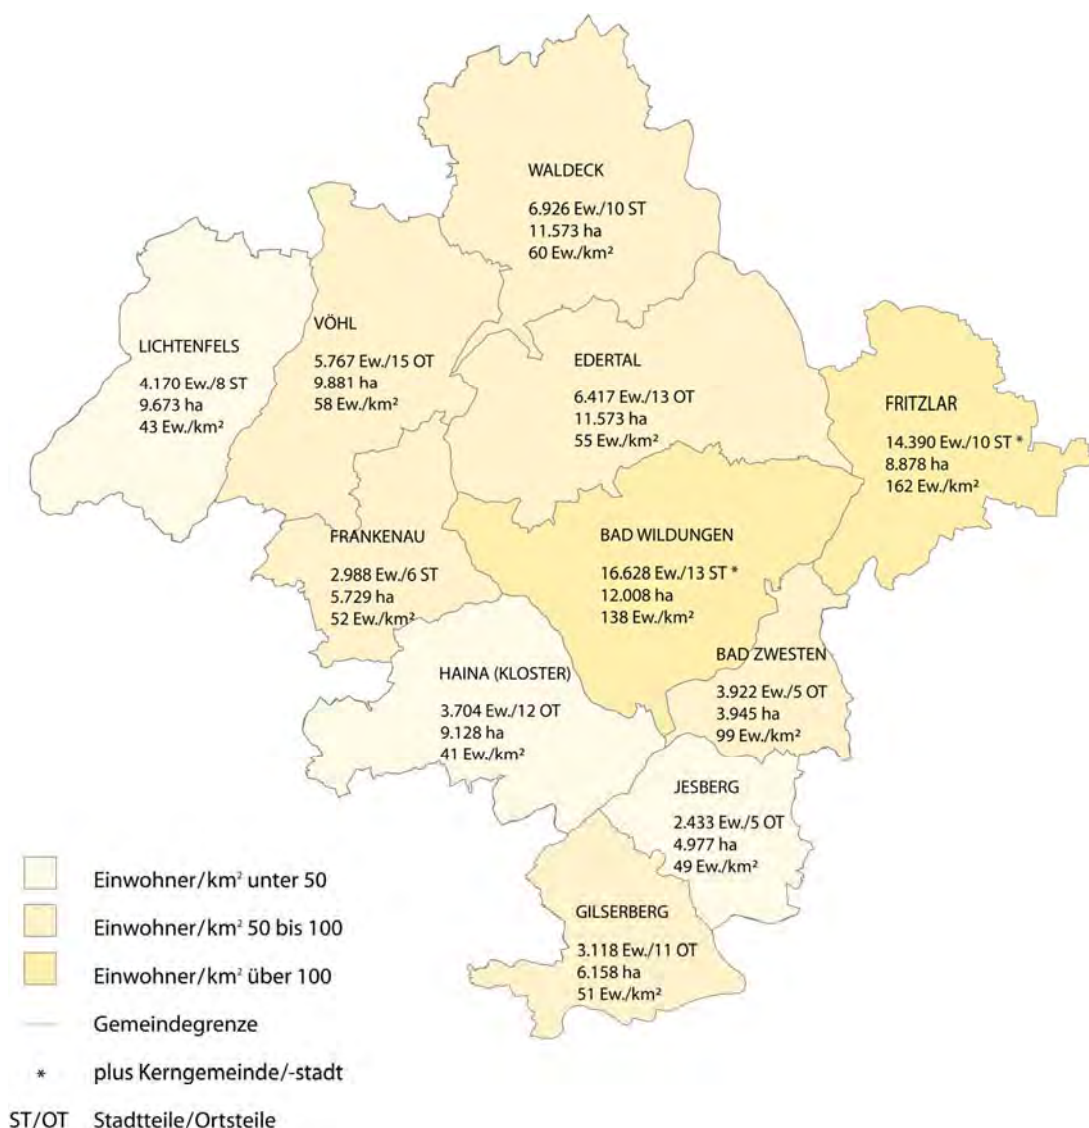 WALDECK
6.926 Ew./10 ST
11.573 ha
60 Ew./km²
VÖHL
5.767 Ew./15 OT
9.881 ha
58 Ew./km²
LICHTENFELS
4.170 Ew./8 ST
9.673 ha
43 Ew./km²
EDERTAL
6.417 Ew./13 OT
11.573 ha
55 Ew./km²
FRITZLAR
14.390 Ew./10 ST *
8.878 ha
162 Ew./km²
FRANKENAU
2.988 Ew./6 ST
5.729 ha
52 Ew./km²
BAD WILDUNGEN
16.628 Ew./13 ST *
12.008 ha
138 Ew./km²
BAD ZWESTEN
3.922 Ew./5 OT
3.945 ha
99 Ew./km²
HAINA (KLOSTER)
3.704 Ew./12 OT
9.128 ha
41 Ew./km²
JESBERG
2.433 Ew./5 OT
4.977 ha
49 Ew./km²
GILSERBERG
3.118 Ew./11 OT
6.158 ha
51 Ew./km²
Einwohner/km² unter 50
Einwohner/km² 50 bis 100
Einwohner/km² über 100
Gemeindegrenze
* plus Kerngemeinde/-stadt
ST/OT Stadtteile/Ortsteile